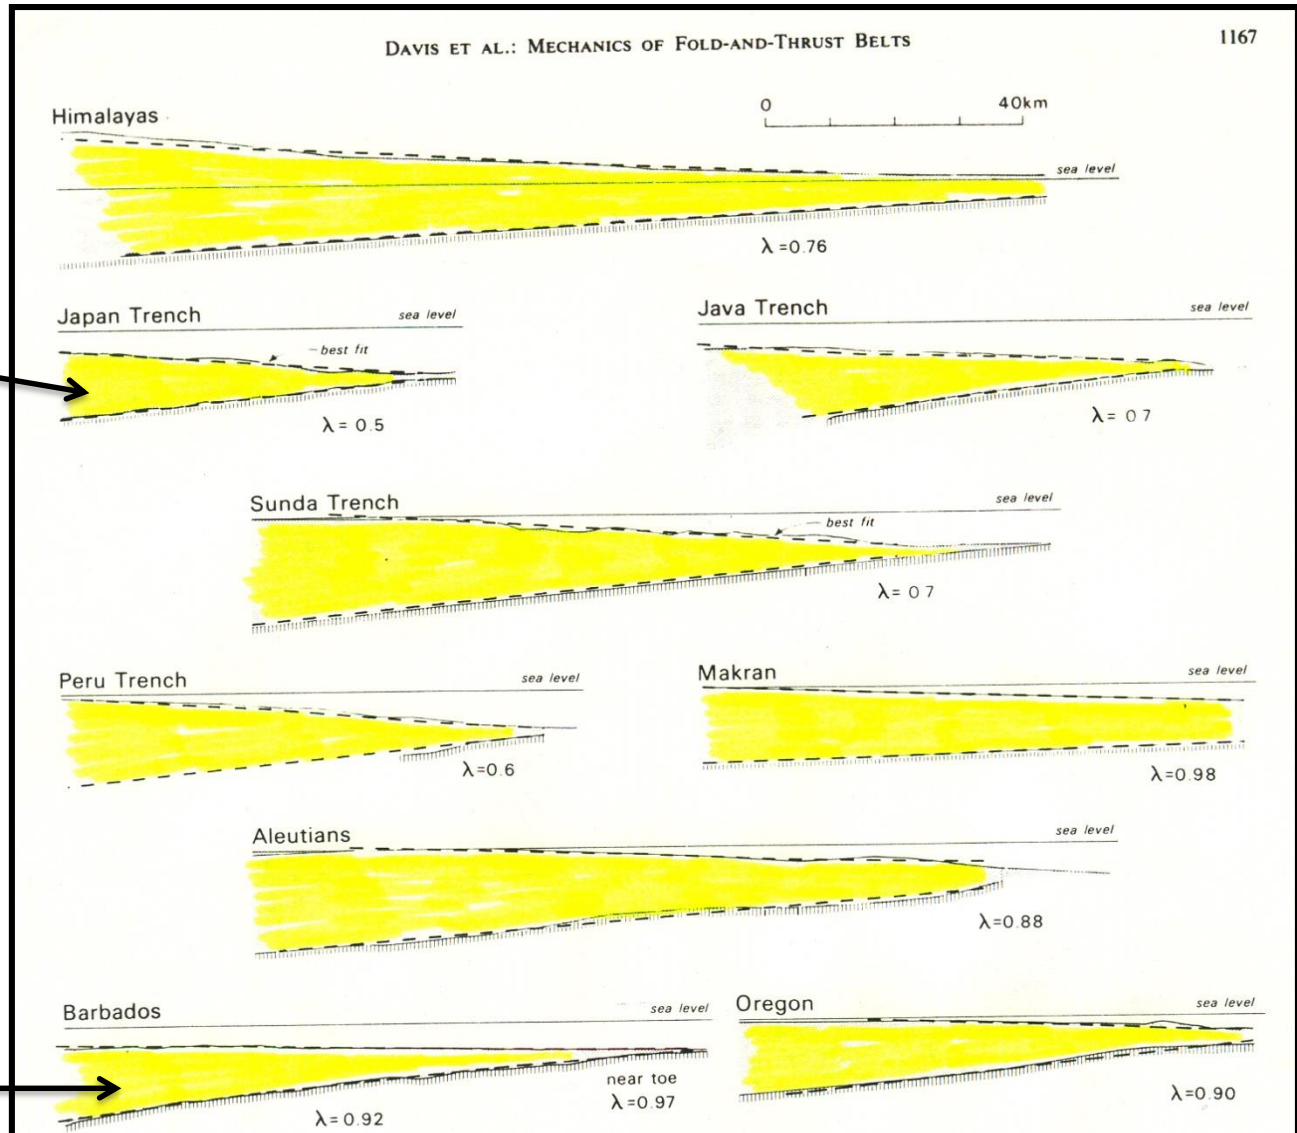 DAVIS ET AL.: MECHANICS OF FOLD-AND-THRUST BELTS 1167
Himalayas
0 40km
sea level
λ=0.76
Japan Trench sea level
best fit
λ= 0.5
Java Trench sea level
λ= 0 7
Sunda Trench sea level
best fit
λ= 0 7
Peru Trench sea level
λ=0.6
Makran sea level
λ=0.98
Aleutians sea level
λ=0.88
Barbados sea level
near toe
λ=0.97
λ=0.92
Oregon sea level
λ=0.90